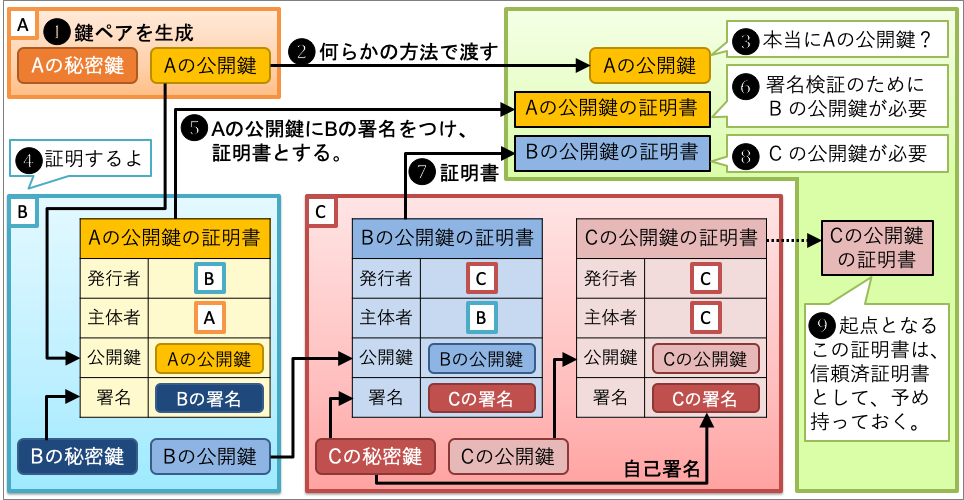 A
❶ 鍵ペアを生成
Aの秘密鍵
Aの公開鍵
❷ 何らかの方法で渡す
Aの公開鍵
❸ 本当にAの公開鍵？
Aの公開鍵の証明書
❻ 署名検証のために
Bの公開鍵が必要
Bの公開鍵の証明書
❽ Cの公開鍵が必要
❺ Aの公開鍵にBの署名をつけ、
証明書とする。
❹ 証明するよ
❼ 証明書
B
Aの公開鍵の証明書
発行者 B
主体者 A
公開鍵 Aの公開鍵
署名 Bの署名
Bの秘密鍵
Bの公開鍵
C
Bの公開鍵の証明書
発行者 C
主体者 B
公開鍵 Bの公開鍵
署名 Cの署名
Cの公開鍵の証明書
発行者 C
主体者 C
公開鍵 Cの公開鍵
署名 Cの署名
Cの秘密鍵
Cの公開鍵
自己署名
Cの公開鍵
の証明書
❾ 起点となる
この証明書は、
信頼済証明書
として、予め
持っておく。